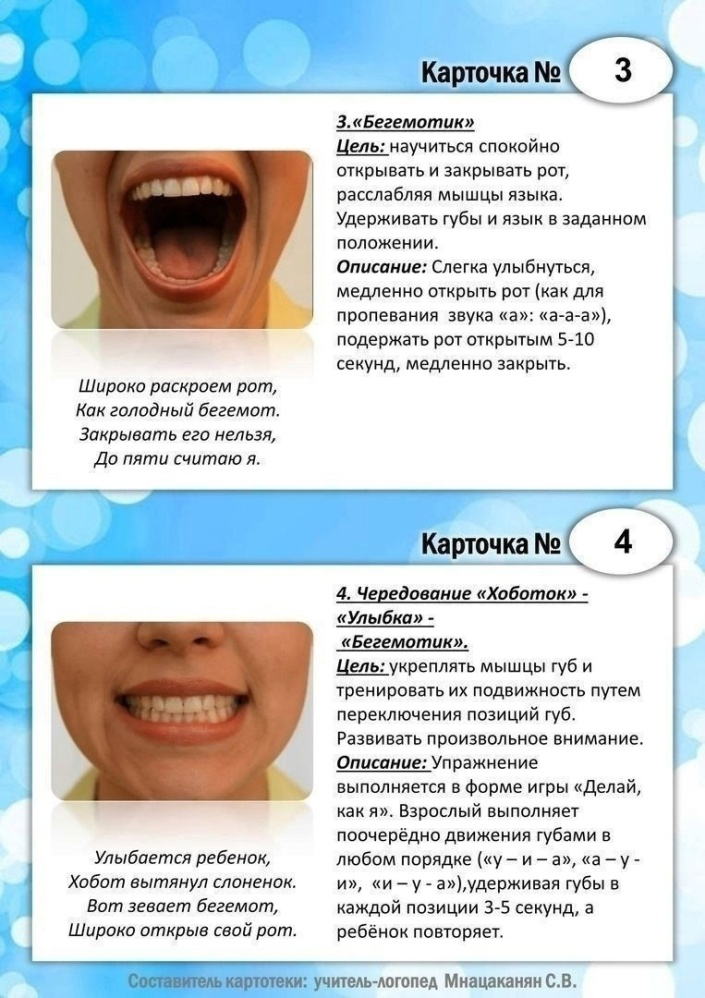 Карточка № 3
3.«Бегемотик»
Цель: научиться спокойно
открывать и закрывать рот,
расслабляя мышцы языка.
Удерживать губы и язык в заданном
положении.
Описание: Слегка улыбнуться,
медленно открыть рот (как для
пропевания звука «а»: «а-а-а»),
подержать рот открытым 5-10
секунд, медленно закрыть.
Широко раскроем рот,
Как голодный бегемот.
Закрывать его нельзя,
До пяти считаю я.
Карточка № 4
4. Чередование «Хоботок» -
«Улыбка» -
«Бегемотик».
Цель: укреплять мышцы губ и
тренировать их подвижность путем
переключения позиций губ.
Развивать произвольное внимание.
Описание: Упражнение
выполняется в форме игры «Делай,
как я». Взрослый выполняет
поочерёдно движения губами в
любом порядке («у – и – а», «а – у -
и», «и – у - а»),удерживая губы в
каждой позиции 3-5 секунд, а
ребёнок повторяет.
Улыбается ребенок,
Хобот вытянул слоненок.
Вот зевает бегемот,
Широко открыв свой рот.
Составитель картотеки: учитель-логопед Мнацаканян С.В.